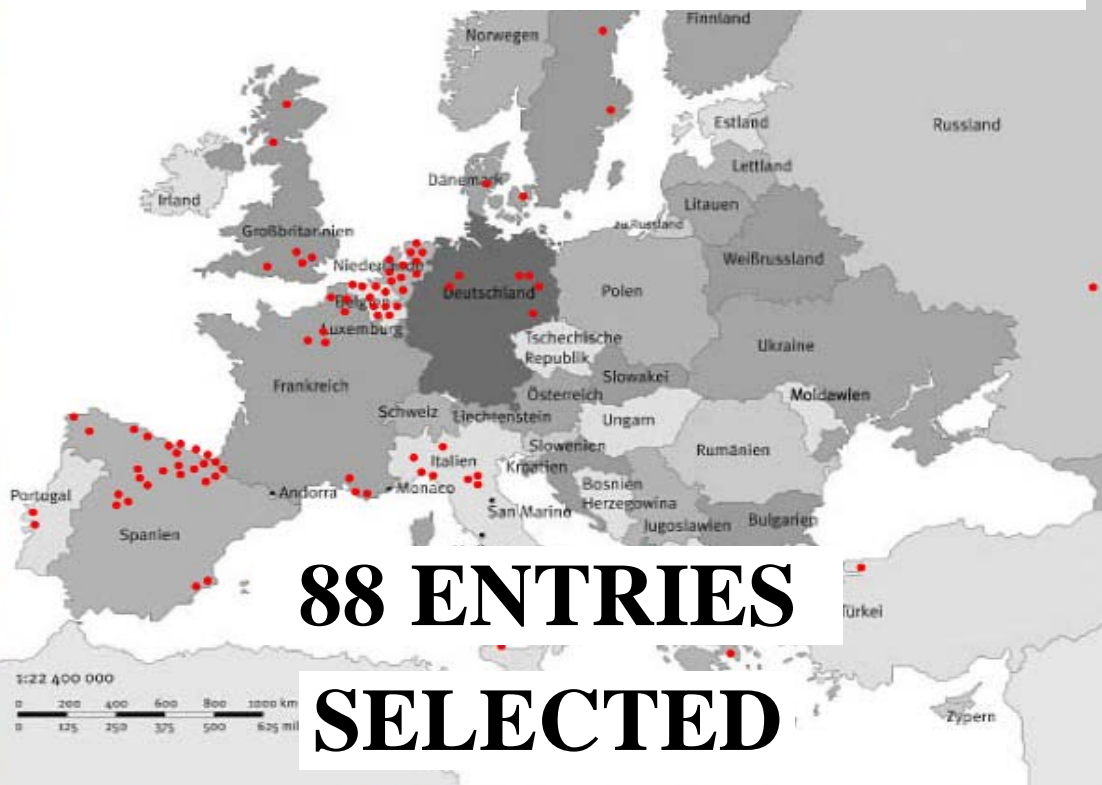 Finnland
Norwegen
Estland
Russland
Lettland
Dänemark
Irland
Litauen
zu Russland
Großbritannien
Weißrussland
Niederlande
Deutschland
Polen
Belgien
Luxemburg
Tschechische
Republik
Ukraine
Frankreich
Slowakei
Österreich
Moldawien
Schweiz
Liechtenstein
Ungarn
Slowenien
Rumänien
Italien
Kroatien
Portugal
Andorra
Monaco
Bosnien
Herzegowina
San Marino
Jugoslawien
Bulgarien
Spanien
88 ENTRIES
Türkei
1:22 400 000
0 200 400 600 800 1000 km
0 125 250 375 500 625 mil
SELECTED
Zypern